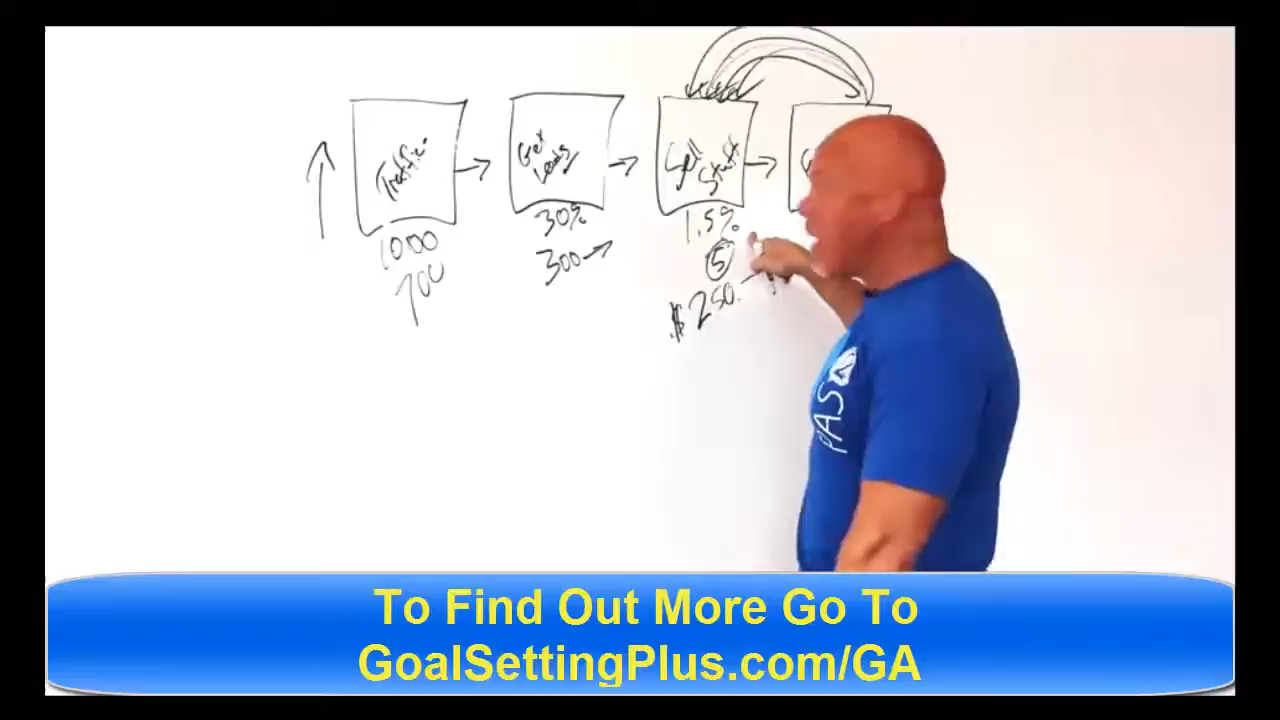 Traffic
1000
700
Get
Leads
30%
300
Sell
Stuff
1.5%
5
$250.
PAS
To Find Out More Go To
GoalSettingPlus.com/GA